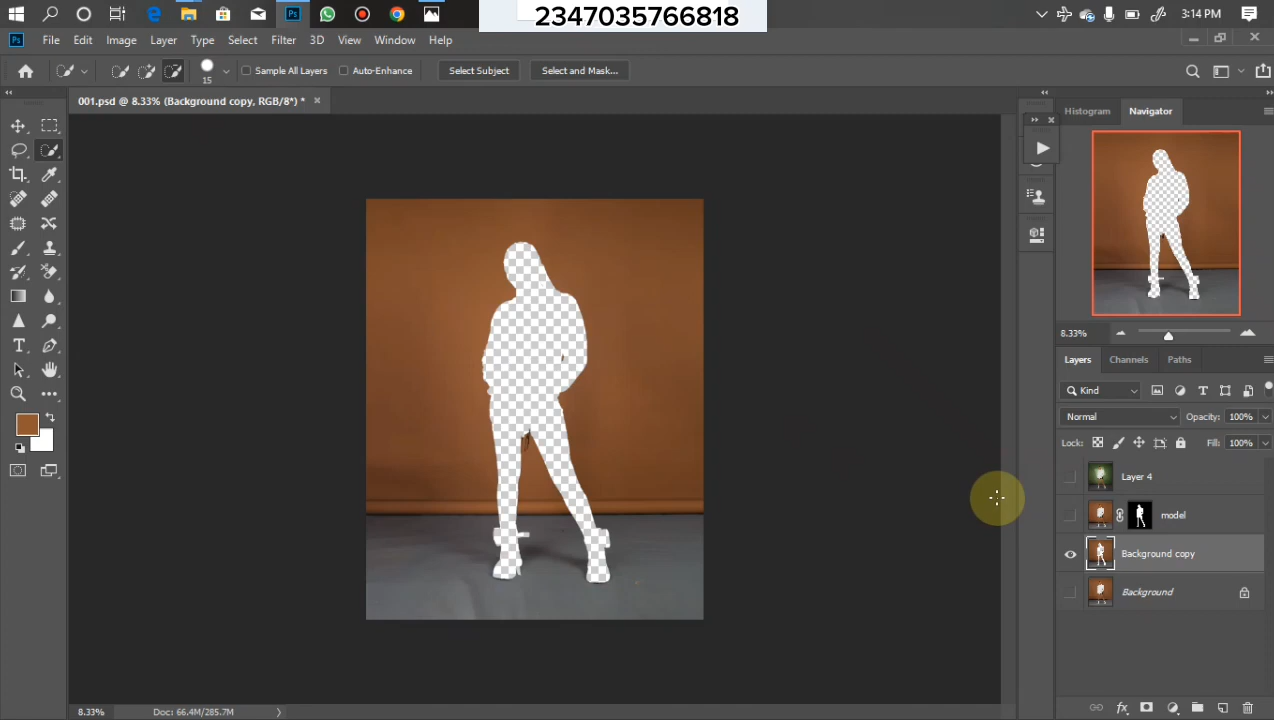 2347035766818
3:14 PM
File Edit Image Layer Type Select Filter 3D View Window Help
15 Sample All Layers Auto-Enhance Select Subject Select and Mask...
001.psd @ 8.33% (Background copy, RGB/8*) *
Histogram Navigator
8.33%
Layers Channels Paths
Kind
Normal Opacity: 100%
Lock: Fill: 100%
Layer 4
model
Background copy
Background
8.33% Doc: 66.4M/285.7M